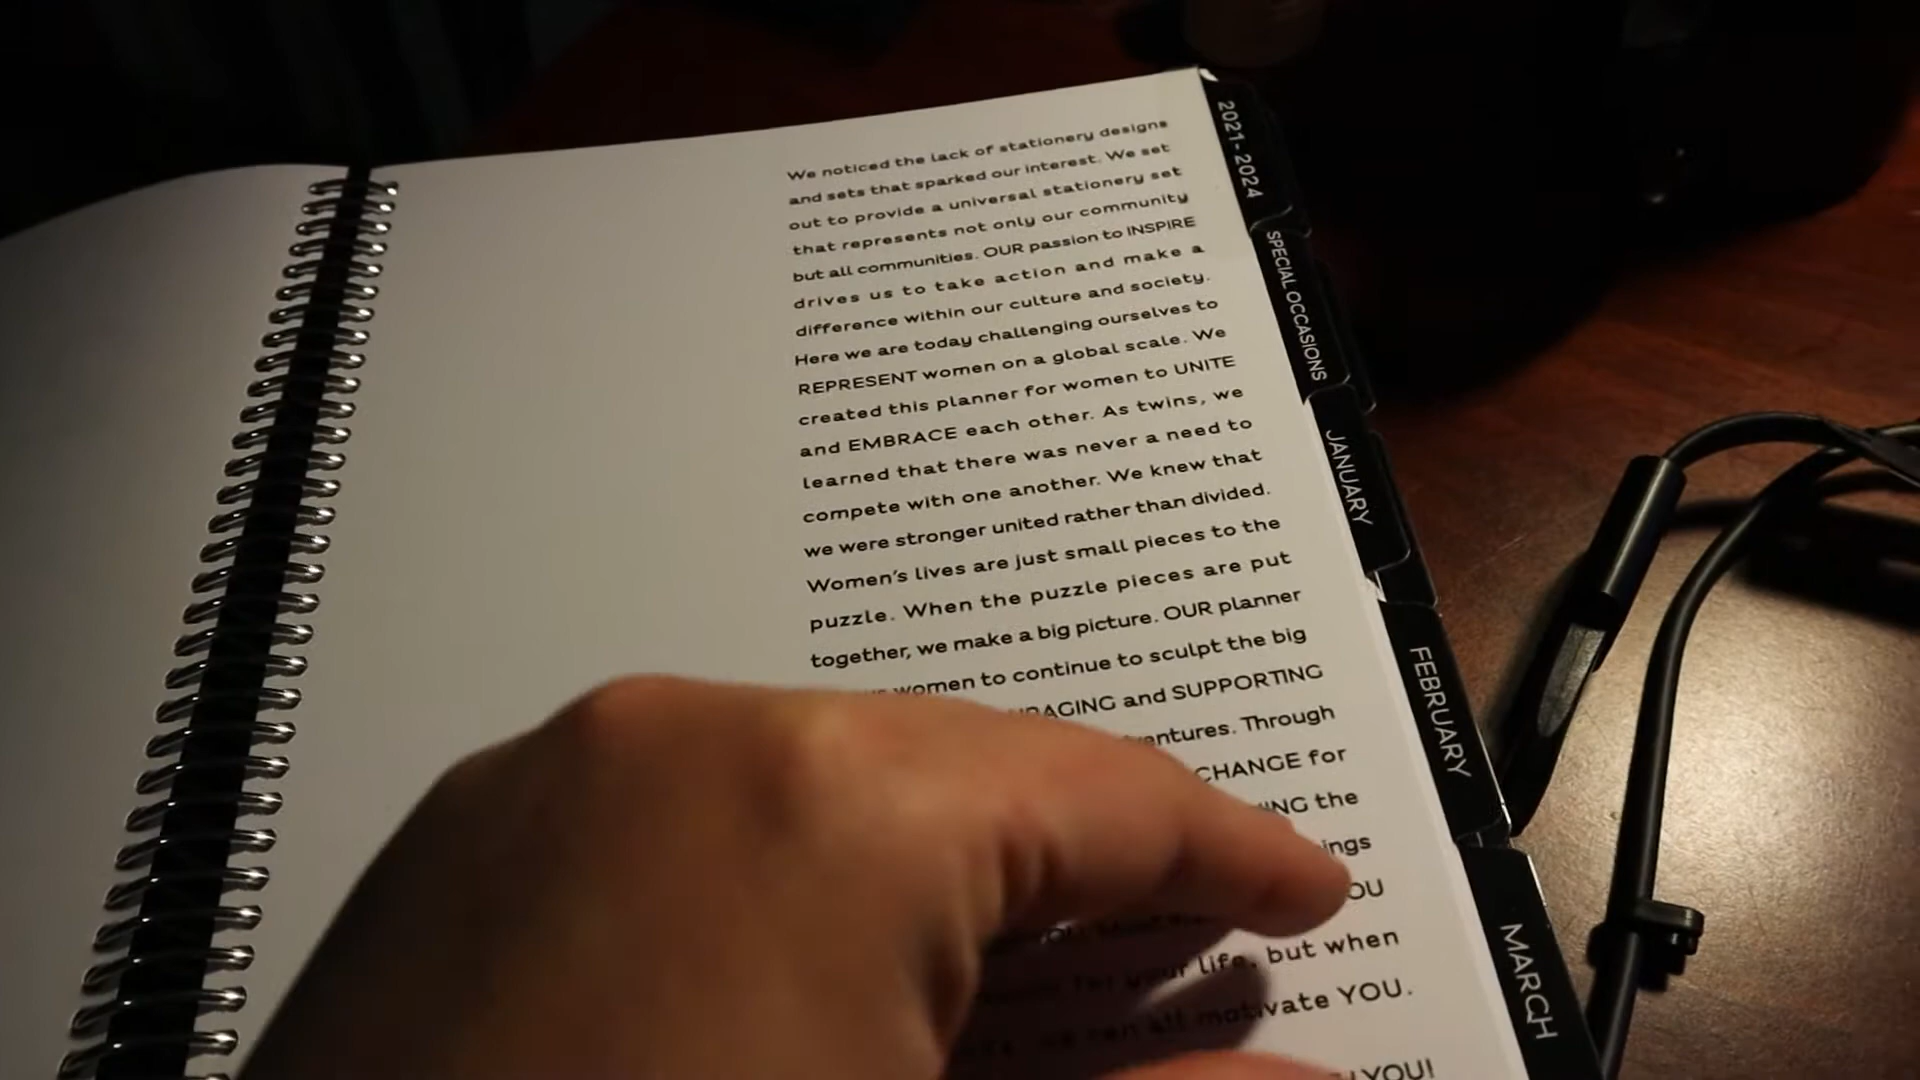 We noticed the lack of stationery designs
and sets that sparked our interest. We set
out to provide a universal stationery set
that represents not only our community
but all communities. OUR passion to INSPIRE
drives us to take action and make a
difference within our culture and society.
Here we are today challenging ourselves to
REPRESENT women on a global scale. We
created this planner for women to UNITE
and EMBRACE each other. As twins, we
learned that there was never a need to
compete with one another. We knew that
we were stronger united rather than divided.
Women's lives are just small pieces to the
puzzle. When the puzzle pieces are put
together, we make a big picture. OUR planner
women to continue to sculpt the big
and SUPPORTING
Through
CHANGE for
the
life, but when
all motivate YOU.
YOU!
2021-2024
SPECIAL OCCASIONS
JANUARY
FEBRUARY
MARCH